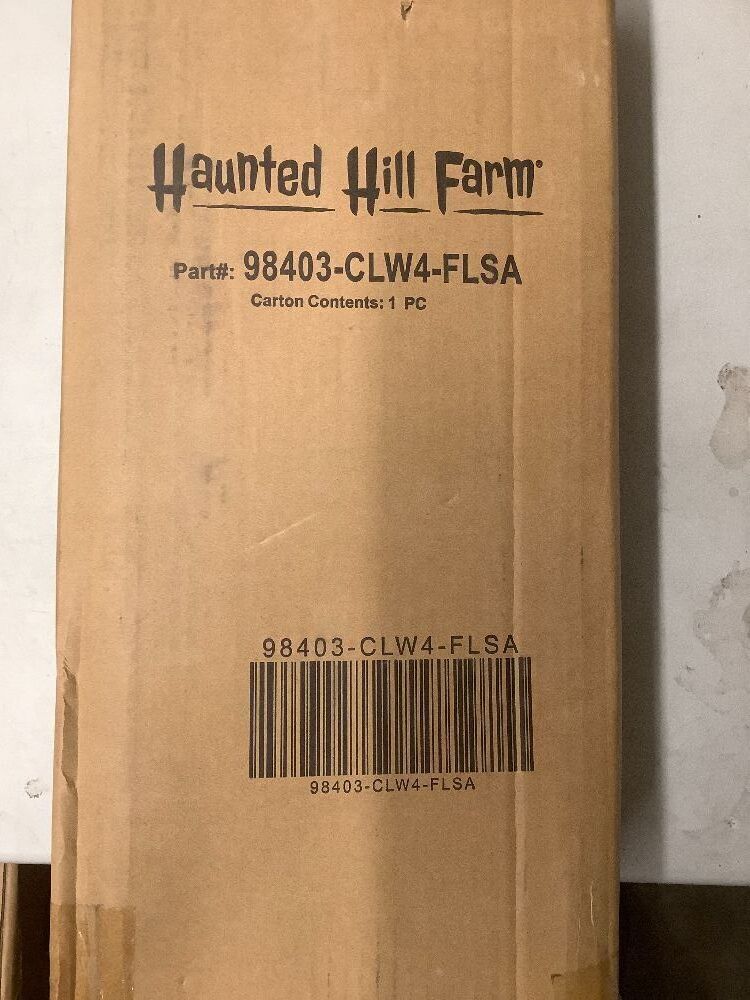 Haunted Hill Farm®
Part#: 98403-CLW4-FLSA
Carton Contents: 1 PC
98403-CLW4-FLSA
98403-CLW4-FLSA